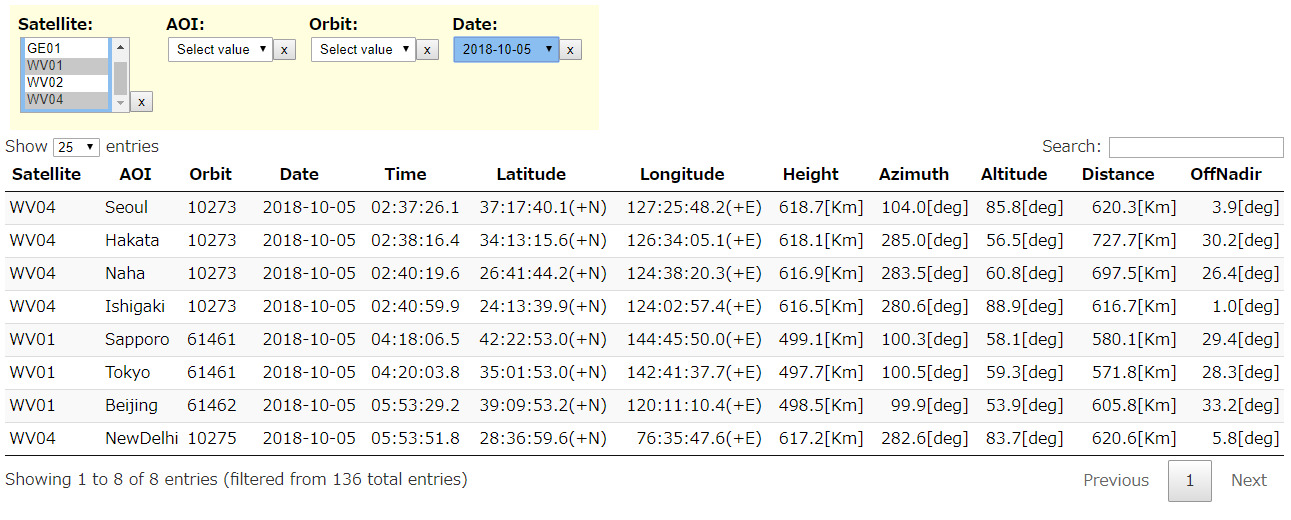 Satellite: AOI: Orbit: Date:
GE01 Select value x Select value x 2018-10-05 x
WV01
WV02
WV04 x
Show 25 entries Search:
Satellite AOI Orbit Date Time Latitude Longitude Height Azimuth Altitude Distance OffNadir
WV04 Seoul 10273 2018-10-05 02:37:26.1 37:17:40.1(+N) 127:25:48.2(+E) 618.7[Km] 104.0[deg] 85.8[deg] 620.3[Km] 3.9[deg]
WV04 Hakata 10273 2018-10-05 02:38:16.4 34:13:15.6(+N) 126:34:05.1(+E) 618.1[Km] 285.0[deg] 56.5[deg] 727.7[Km] 30.2[deg]
WV04 Naha 10273 2018-10-05 02:40:19.6 26:41:44.2(+N) 124:38:20.3(+E) 616.9[Km] 283.5[deg] 60.8[deg] 697.5[Km] 26.4[deg]
WV04 Ishigaki 10273 2018-10-05 02:40:59.9 24:13:39.9(+N) 124:02:57.4(+E) 616.5[Km] 280.6[deg] 88.9[deg] 616.7[Km] 1.0[deg]
WV01 Sapporo 61461 2018-10-05 04:18:06.5 42:22:53.0(+N) 144:45:50.0(+E) 499.1[Km] 100.3[deg] 58.1[deg] 580.1[Km] 29.4[deg]
WV01 Tokyo 61461 2018-10-05 04:20:03.8 35:01:53.0(+N) 142:41:37.7(+E) 497.7[Km] 100.5[deg] 59.3[deg] 571.8[Km] 28.3[deg]
WV01 Beijing 61462 2018-10-05 05:53:29.2 39:09:53.2(+N) 120:11:10.4(+E) 498.5[Km] 99.9[deg] 53.9[deg] 605.8[Km] 33.2[deg]
WV04 NewDelhi 10275 2018-10-05 05:53:51.8 28:36:59.6(+N) 76:35:47.6(+E) 617.2[Km] 282.6[deg] 83.7[deg] 620.6[Km] 5.8[deg]
Showing 1 to 8 of 8 entries (filtered from 136 total entries) Previous 1 Next